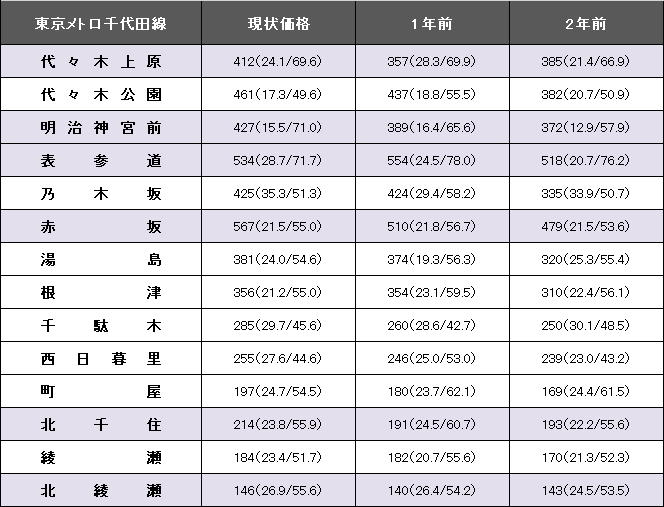 東京メトロ千代田線 現状価格 1年前 2年前
代々木上原 412(24.1/69.6) 357(28.3/69.9) 385(21.4/66.9)
代々木公園 461(17.3/49.6) 437(18.8/55.5) 382(20.7/50.9)
明治神宮前 427(15.5/71.0) 389(16.4/65.6) 372(12.9/57.9)
表参道 534(28.7/71.7) 554(24.5/78.0) 518(20.7/76.2)
乃木坂 425(35.3/51.3) 424(29.4/58.2) 335(33.9/50.7)
赤坂 567(21.5/55.0) 510(21.8/56.7) 479(21.5/53.6)
湯島 381(24.0/54.6) 374(19.3/56.3) 320(25.3/55.4)
根津 356(21.2/55.0) 354(23.1/59.5) 310(22.4/56.1)
千駄木 285(29.7/45.6) 260(28.6/42.7) 250(30.1/48.5)
西日暮里 255(27.6/44.6) 246(25.0/53.0) 239(23.0/43.2)
町屋 197(24.7/54.5) 180(23.7/62.1) 169(24.4/61.5)
北千住 214(23.8/55.9) 191(24.5/60.7) 193(22.2/55.6)
綾瀬 184(23.4/51.7) 182(20.7/55.6) 170(21.3/52.3)
北綾瀬 146(26.9/55.6) 140(26.4/54.2) 143(24.5/53.5)